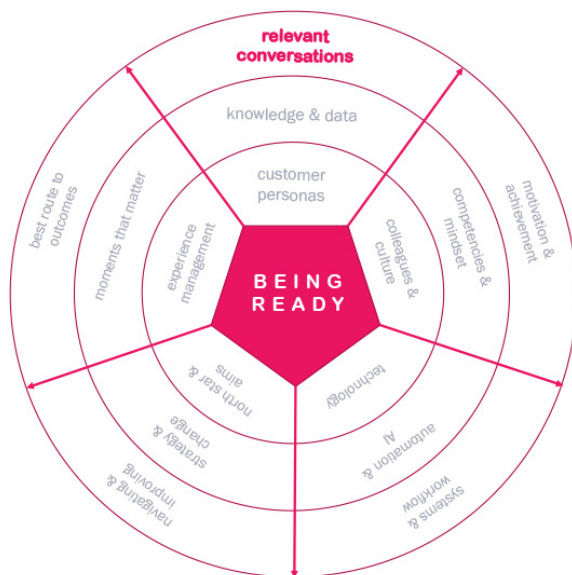 relevant
conversations
knowledge & data
customer
personas
best route to
outcomes
moments that matter
experience
management
colleagues &
culture
competencies &
mindset
motivation &
achievement
BEING
READY
north star &
aims
technology
strategy &
change
automation &
AI
navigating &
improving
systems &
workflow